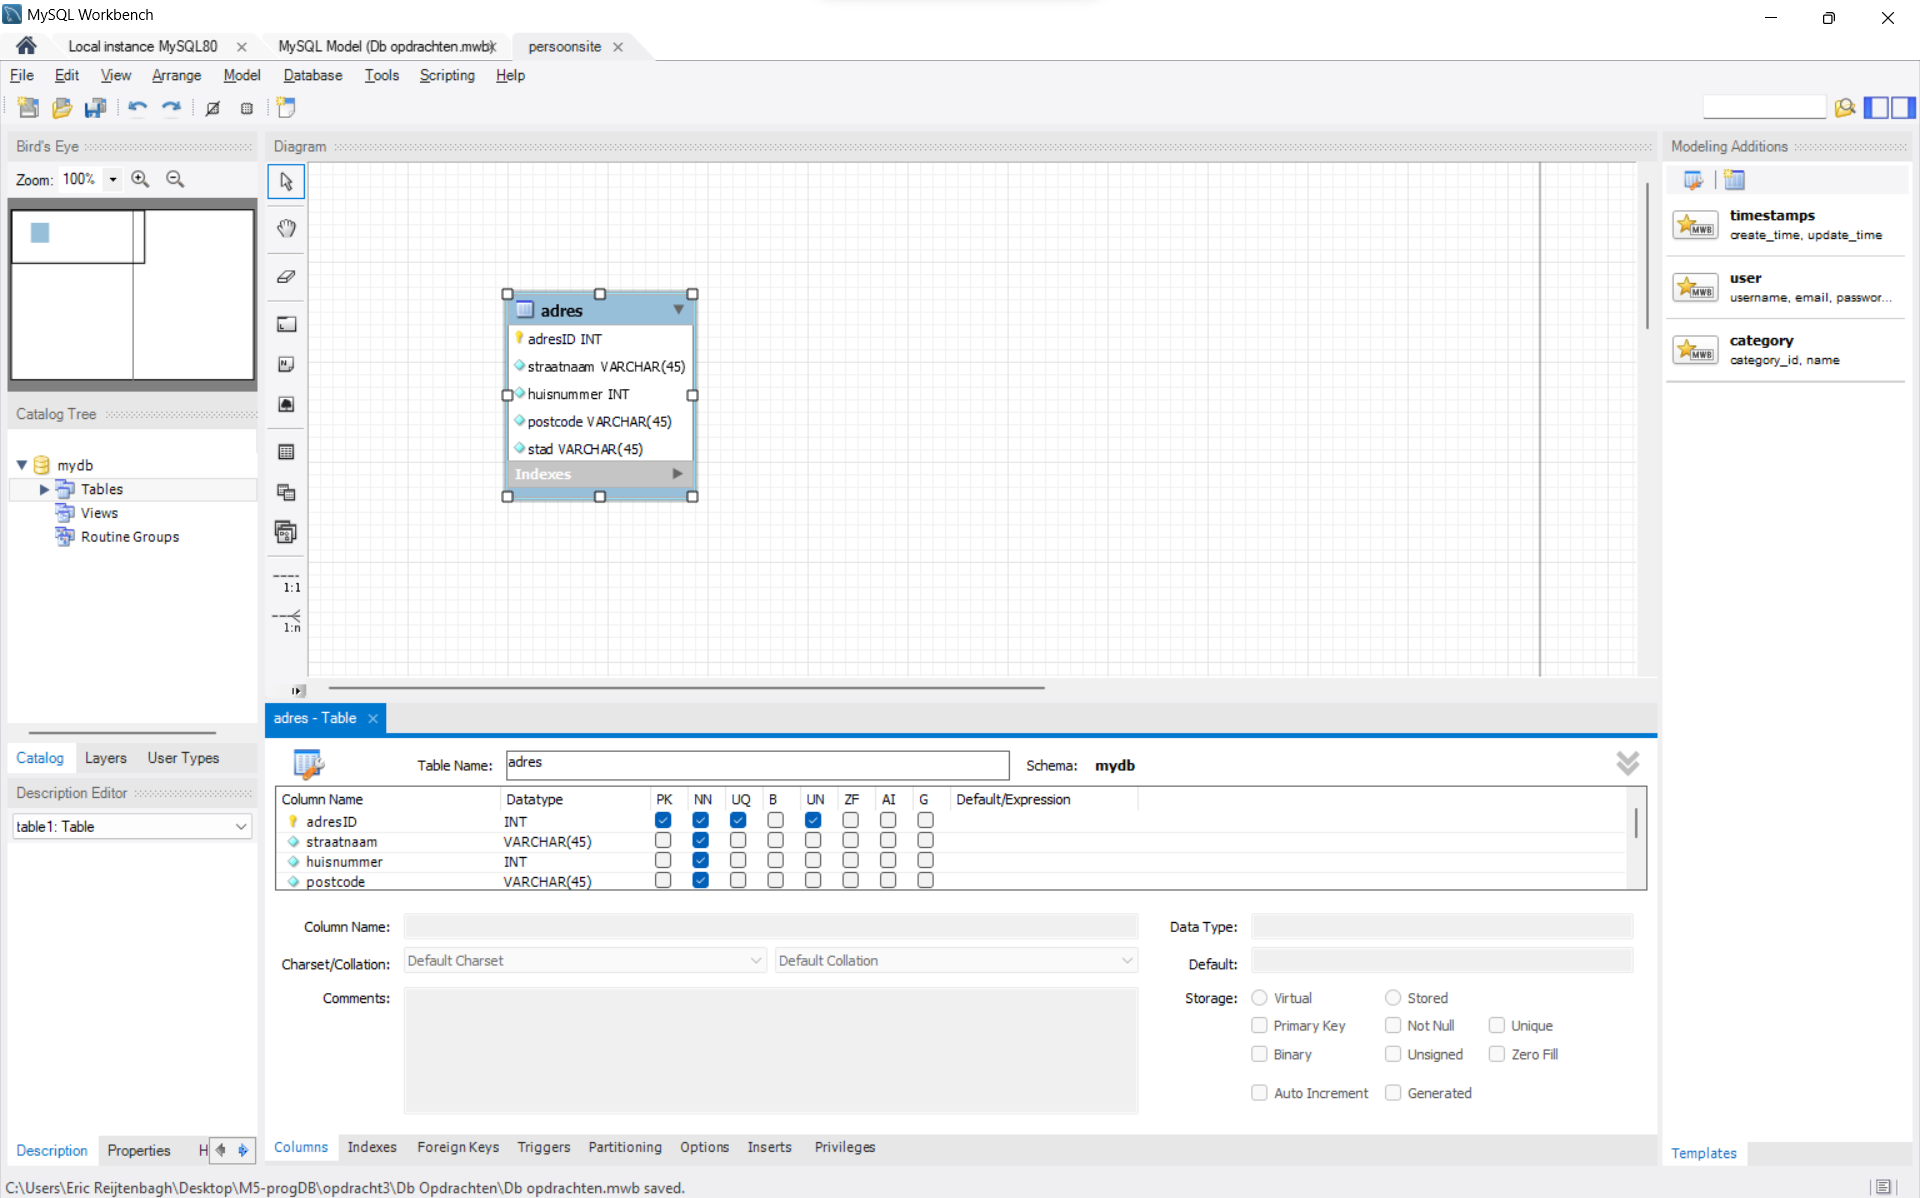 MySQL Workbench
Local instance MySQL80
MySQL Model (Db opdrachten.mwb)
persoonsite
File Edit View Arrange Model Database Tools Scripting Help
Bird's Eye
Zoom: 100%
Catalog Tree
mydb
Tables
Views
Routine Groups
Catalog Layers User Types
Description Editor
table1: Table
Description Properties H
Diagram
1:1
1:n
adres
adresID INT
straatnaam VARCHAR(45)
huisnummer INT
postcode VARCHAR(45)
stad VARCHAR(45)
Indexes
adres - Table
Table Name: adres Schema: mydb
Column Name Datatype PK NN UQ B UN ZF AI G Default/Expression
adresID INT
straatnaam VARCHAR(45)
huisnummer INT
postcode VARCHAR(45)
Column Name: Data Type:
Charset/Collation: Default Charset Default Collation Default:
Comments: Storage: Virtual Stored
Primary Key Not Null Unique
Binary Unsigned Zero Fill
Auto Increment Generated
Columns Indexes Foreign Keys Triggers Partitioning Options Inserts Privileges
Modeling Additions
MWB
timestamps
create_time, update_time
MWB
user
username, email, passwor...
MWB
category
category_id, name
Templates
C:\Users\Eric Reijtenbagh\Desktop\M5-progDB\opdracht3\Db Opdrachten\Db opdrachten.mwb saved.